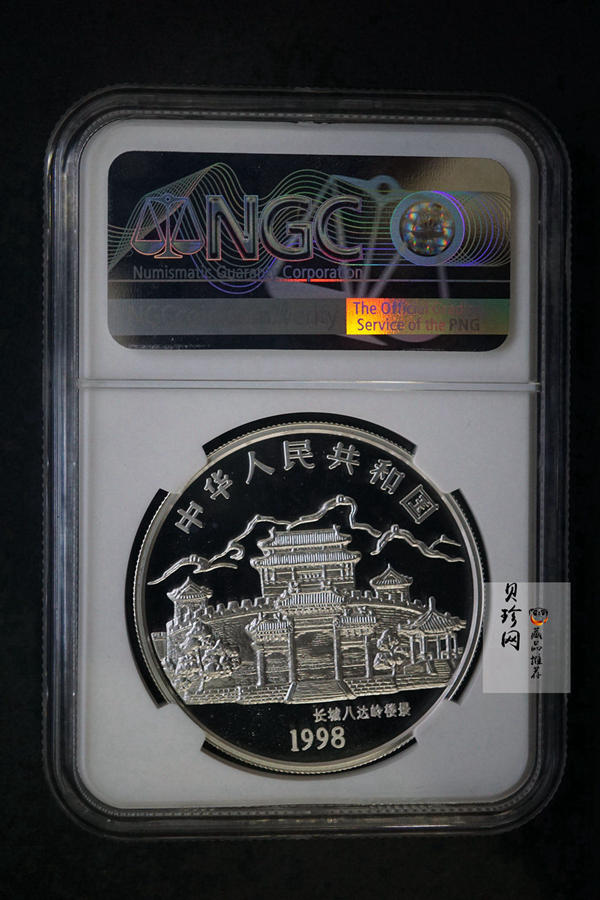 NGC
Numismatic Guaranty Corporation
The Official Grading
Service of the PNG
中华人民共和国
长城八达岭楼景
1998
贝珍网
藏品推荐